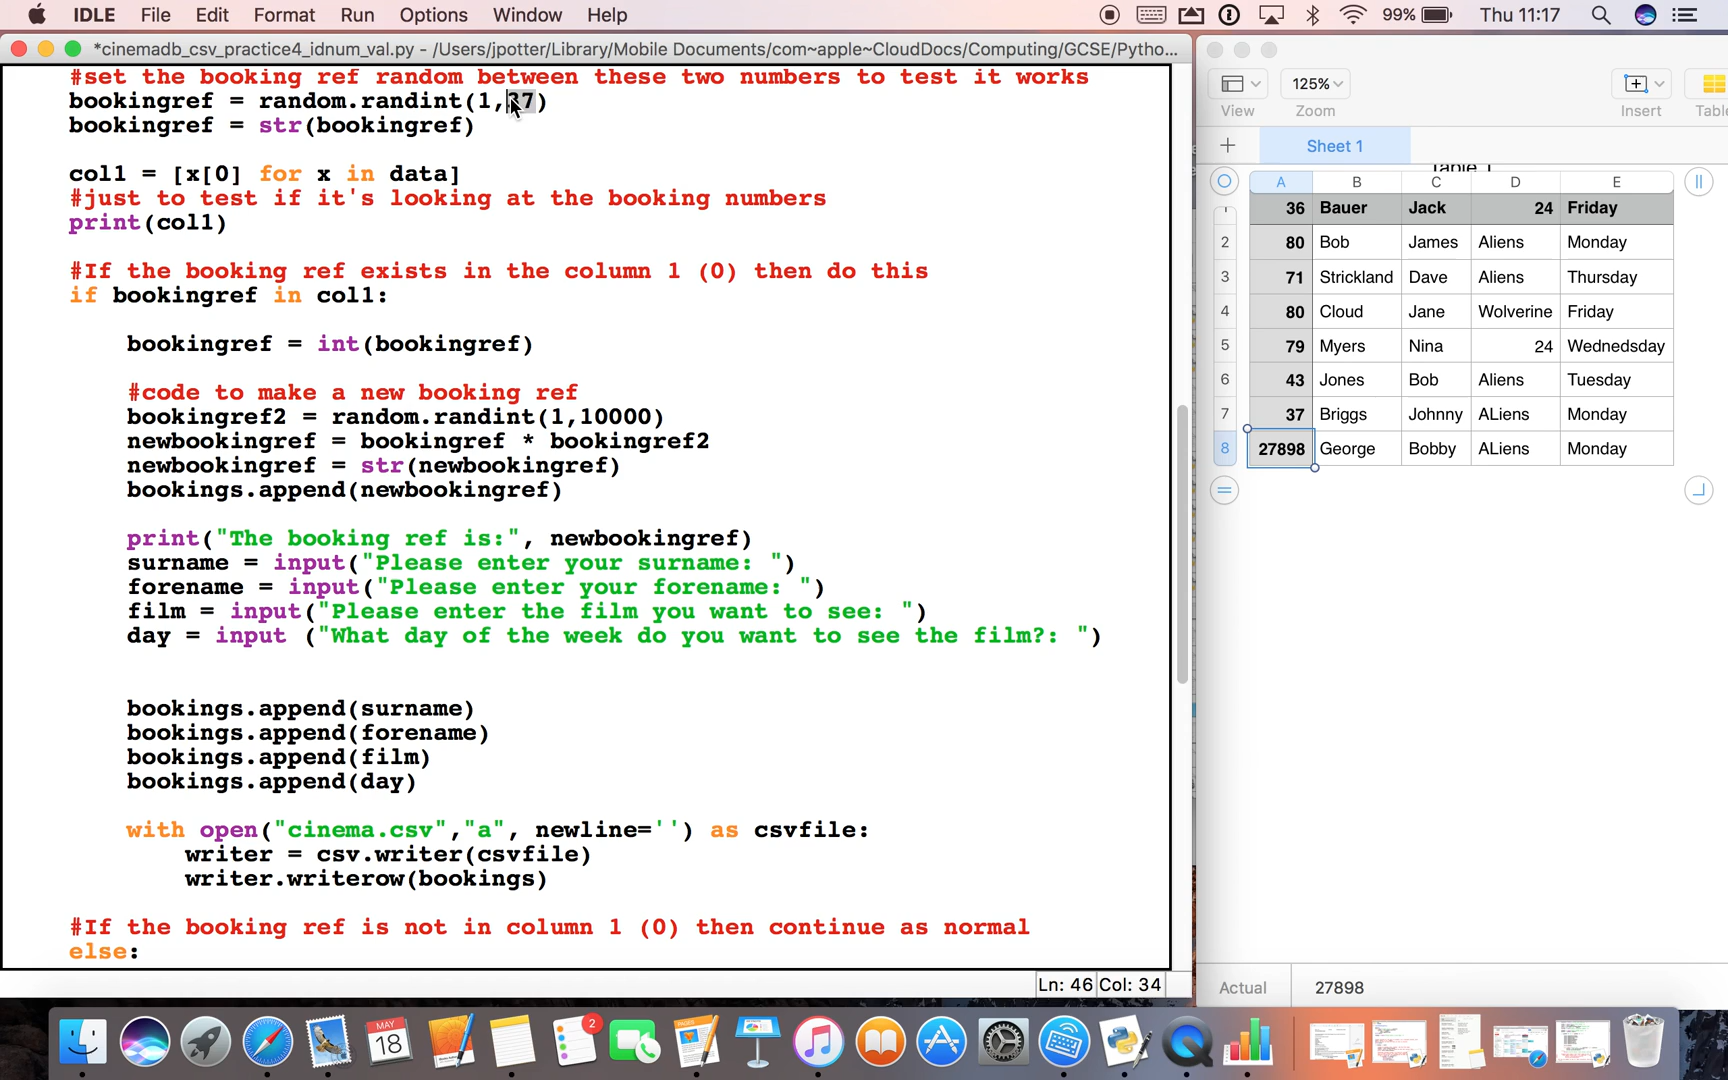 IDLE File Edit Format Run Options Window Help 99% Thu 11:17
*cinemadb_csv_practice4_idnum_val.py - /Users/jpotter/Library/Mobile Documents/com~apple~CloudDocs/Computing/GCSE/Pytho...
#set the booking ref random between these two numbers to test it works
bookingref = random.randint(1,37)
bookingref = str(bookingref)
col1 = [x[0] for x in data]
#just to test if it's looking at the booking numbers
print(col1)
#If the booking ref exists in the column 1 (0) then do this
if bookingref in col1:
bookingref = int(bookingref)
#code to make a new booking ref
bookingref2 = random.randint(1,10000)
newbookingref = bookingref * bookingref2
newbookingref = str(newbookingref)
bookings.append(newbookingref)
print("The booking ref is:", newbookingref)
surname = input("Please enter your surname: ")
forename = input("Please enter your forename: ")
film = input("Please enter the film you want to see: ")
day = input ("What day of the week do you want to see the film?: ")
bookings.append(surname)
bookings.append(forename)
bookings.append(film)
bookings.append(day)
with open("cinema.csv","a", newline='') as csvfile:
writer = csv.writer(csvfile)
writer.writerow(bookings)
#If the booking ref is not in column 1 (0) then continue as normal
else:
Ln: 46 Col: 34
125%
View Zoom Insert Table
Sheet 1
Table 1
A B C D E
1 36 Bauer Jack 24 Friday
2 80 Bob James Aliens Monday
3 71 Strickland Dave Aliens Thursday
4 80 Cloud Jane Wolverine Friday
5 79 Myers Nina 24 Wednedsday
6 43 Jones Bob Aliens Tuesday
7 37 Briggs Johnny ALiens Monday
8 27898 George Bobby ALiens Monday
Actual 27898
MAY
18
2
PAGES